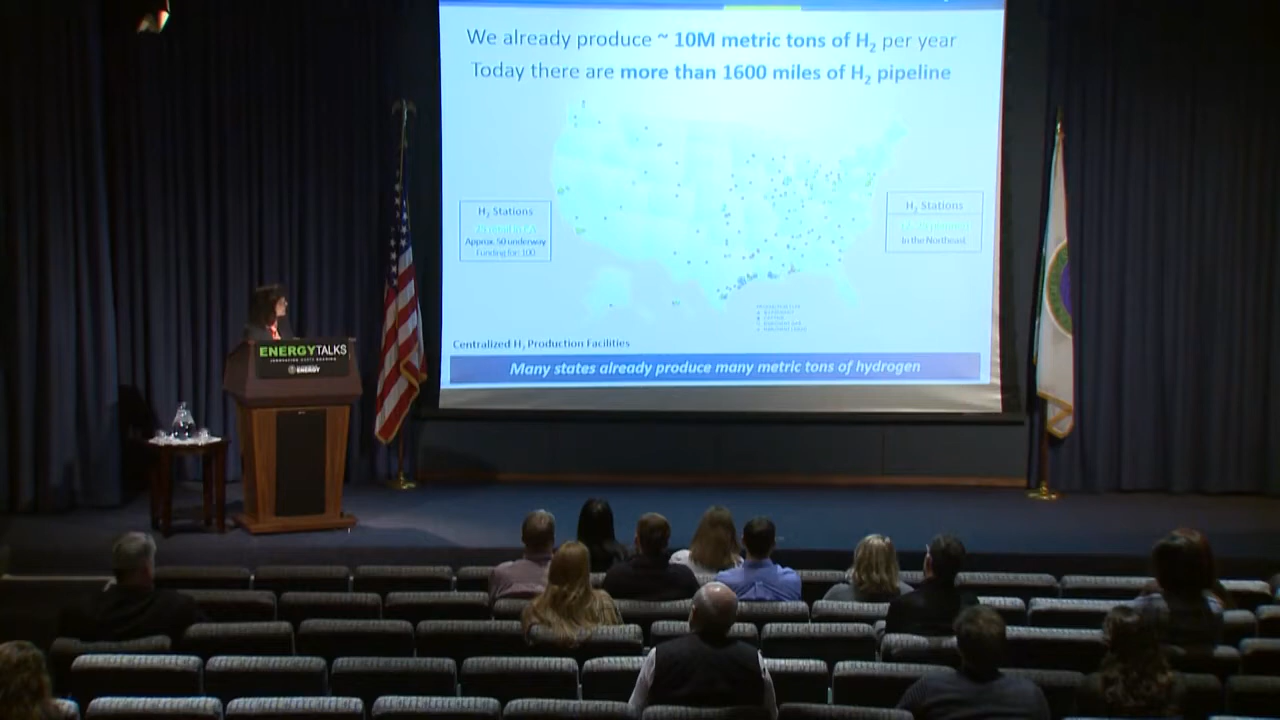 We already produce ~ 10M metric tons of H₂ per year
Today there are more than 1600 miles of H₂ pipeline
H₂ Stations
Approx. 50 underway
Funding for: 100
H₂ Stations
In the Northeast
Centralized H₂ Production Facilities
Many states already produce many metric tons of hydrogen
ENERGYTALKS
ENERGY